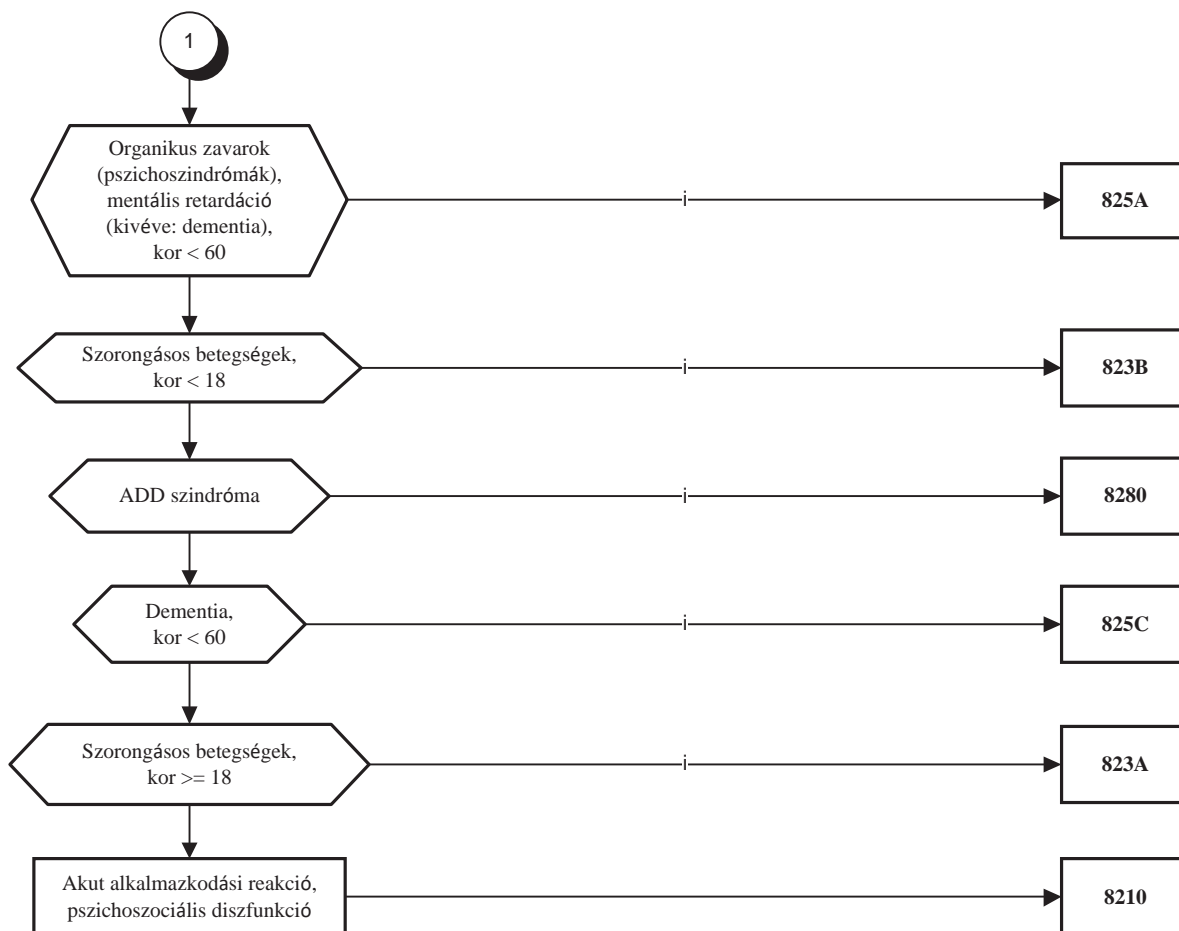 1
Organikus zavarok
(pszichoszindrómák),
mentális retardáció
(kivéve: dementia),
kor < 60
i
825A
Szorongásos betegségek,
kor < 18
i
823B
ADD szindróma
i
8280
Dementia,
kor < 60
i
825C
Szorongásos betegségek,
kor >= 18
i
823A
Akut alkalmazkodási reakció,
pszichoszociális diszfunkció
8210